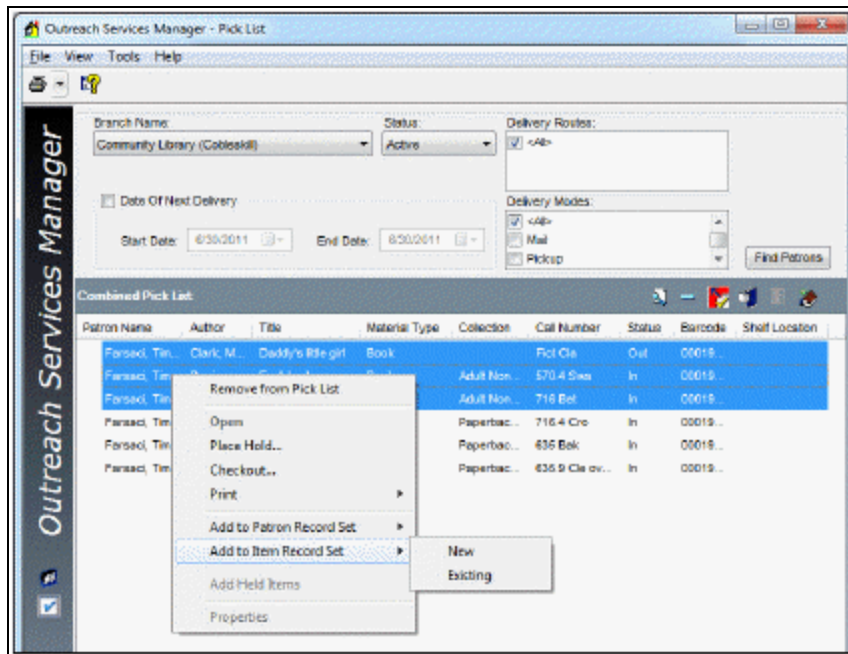 Outreach Services Manager - Pick List
File View Tools Help
Outreach Services Manager
Branch Name:
Community Library (Cobleskill)
Status:
Active
Delivery Routes:
<All>
Date Of Next Delivery
Start Date: 6/30/2011
End Date: 6/30/2011
Delivery Modes:
<All>
Mail
Pickup
Find Patrons
Combined Pick List
Patron Name Author Title Material Type Collection Call Number Status Barcode Shelf Location
Farsaci, Tim... Clark, M... Daddy's little girl Book Fict Cla Out 00019...
Farsaci, Tim Adult Non... 570.4 Swa In 00019...
Farsaci, Tim Adult Non... 716 Bet In 00019...
Farsaci, Tim Paperbac... 716.4 Cro In 00019...
Farsaci, Tim Paperbac... 635 Bak In 00019...
Farsaci, Tim Paperbac... 635.9 Cla ov... In 00019...
Remove from Pick List
Open
Place Hold...
Checkout...
Print
Add to Patron Record Set
Add to Item Record Set
New
Existing
Add Held Items
Properties